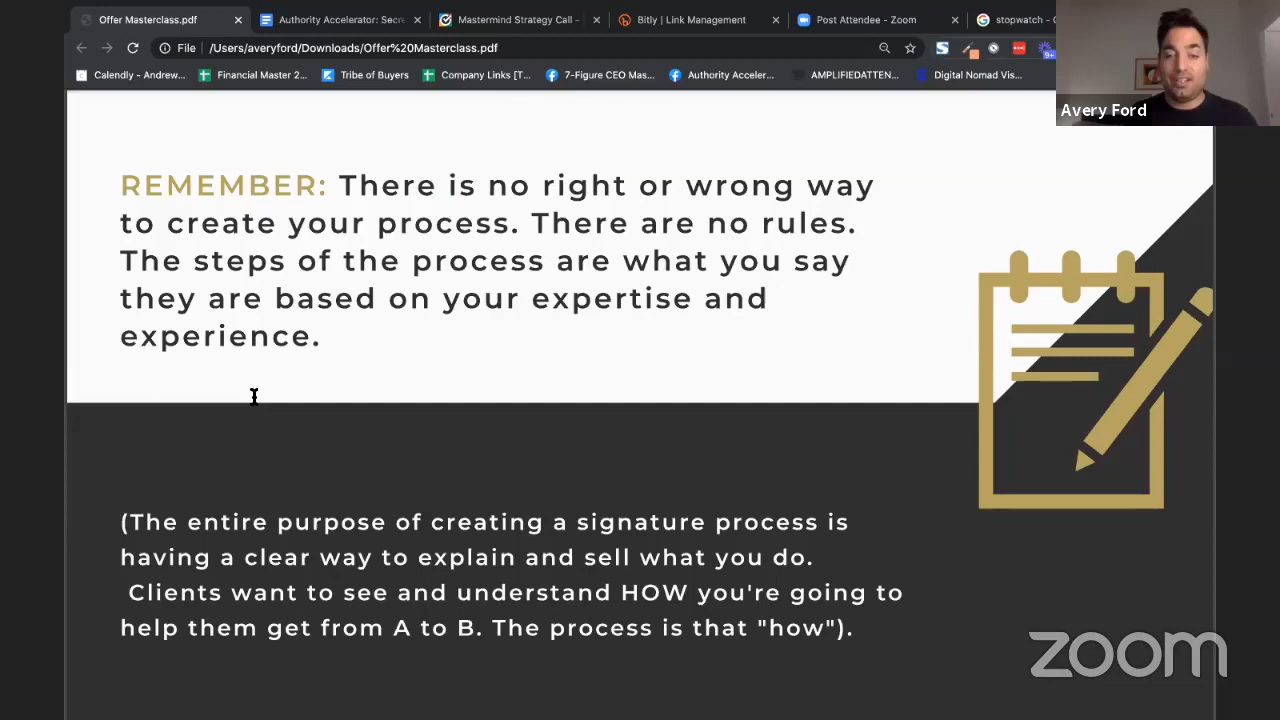 Offer Masterclass.pdf
Authority Accelerator: Secre
Mastermind Strategy Call -
Bitly | Link Management
Post Attendee - Zoom
stopwatch - G
File
/Users/averyford/Downloads/Offer%20Masterclass.pdf
9+
Calendly - Andrew...
Financial Master 2...
Tribe of Buyers
Company Links [T...
7-Figure CEO Mas...
Authority Acceler...
AMPLIFIEDATTEN...
Digital Nomad Vis...
Avery Ford
REMEMBER: There is no right or wrong way
to create your process. There are no rules.
The steps of the process are what you say
they are based on your expertise and
experience.
(The entire purpose of creating a signature process is
having a clear way to explain and sell what you do.
Clients want to see and understand HOW you're going to
help them get from A to B. The process is that "how").
zoom